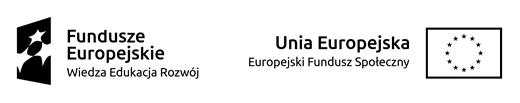 Fundusze
Europejskie
Wiedza Edukacja Rozwój
Unia Europejska
Europejski Fundusz Społeczny